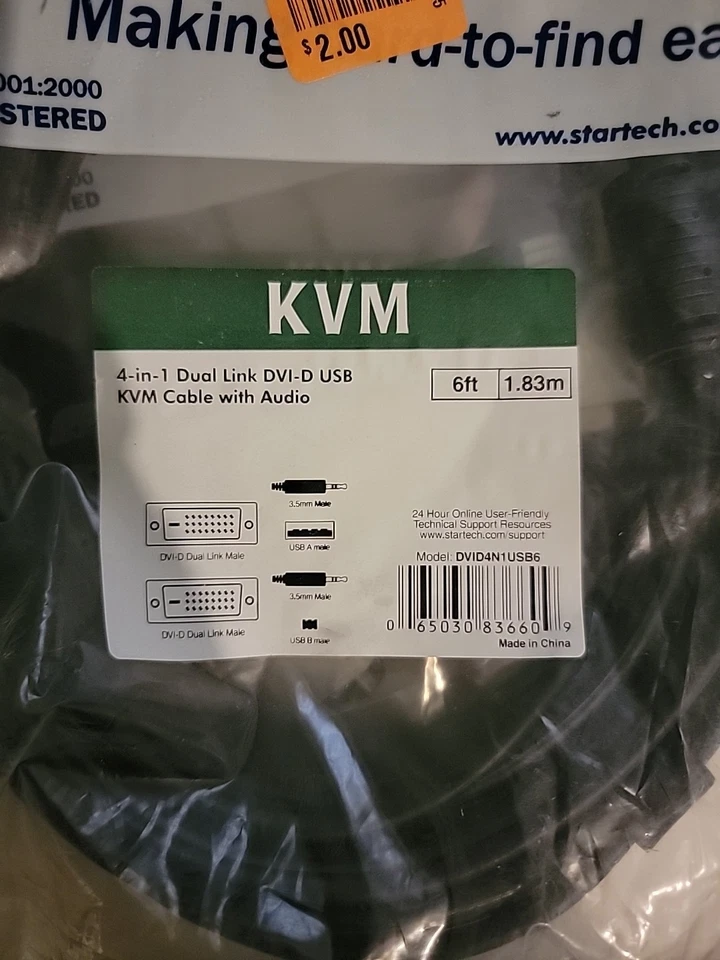 $2.00
Making -to-find ea
001:2000
STERED
www.startech.co
KVM
4-in-1 Dual Link DVI-D USB
KVM Cable with Audio
6ft 1.83m
3.5mm Male
DVI-D Dual Link Male
USB A male
3.5mm Male
DVI-D Dual Link Male
USB B male
24 Hour Online User-Friendly
Technical Support Resources
www.startech.com/support
Model: DVID4N1USB6
0 65030 83660 9
Made in China